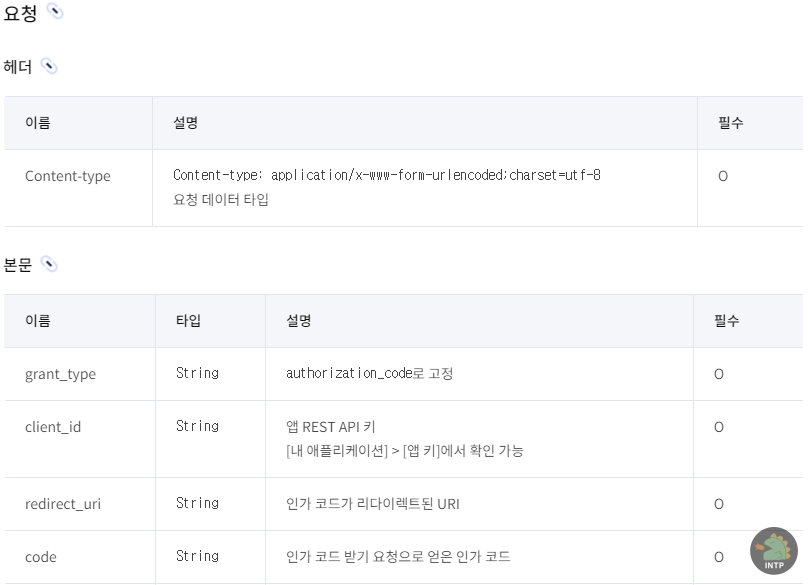 요청
헤더
이름 설명 필수
Content-type Content-type: application/x-www-form-urlencoded;charset=utf-8 O
요청 데이터 타입
본문
이름 타입 설명 필수
grant_type String authorization_code로 고정 O
client_id String 앱 REST API 키 O
[내 애플리케이션] > [앱 키]에서 확인 가능
redirect_uri String 인가 코드가 리다이렉트된 URI O
code String 인가 코드 받기 요청으로 얻은 인가 코드 O
INTP